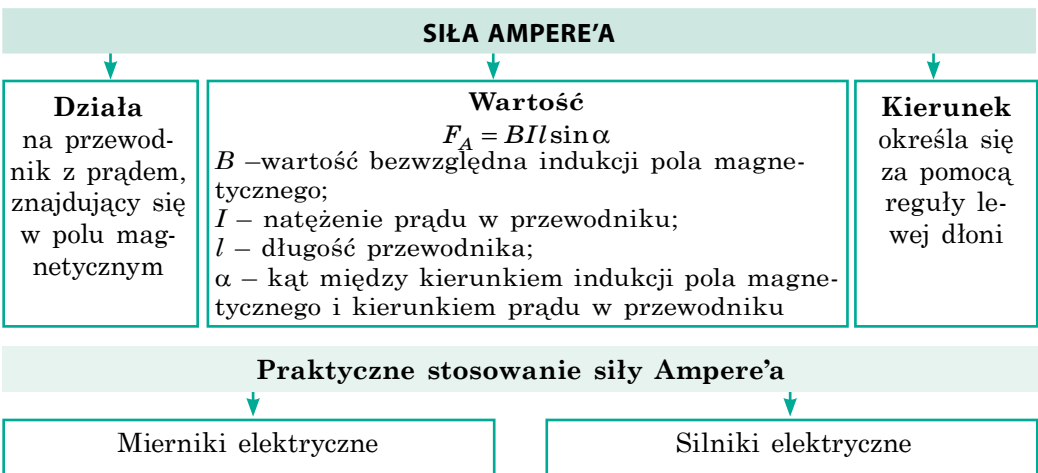 SIŁA AMPERE’A
Działa
na przewod-
nik z prądem,
znajdujący się
w polu mag-
netycznym
Wartość
F_A = BIl sin α
B –wartość bezwzględna indukcji pola magne-
tycznego;
I – natężenie prądu w przewodniku;
l – długość przewodnika;
α – kąt między kierunkiem indukcji pola magne-
tycznego i kierunkiem prądu w przewodniku
Kierunek
określa się
za pomocą
reguły le-
wej dłoni
Praktyczne stosowanie siły Ampere’a
Mierniki elektryczne
Silniki elektryczne